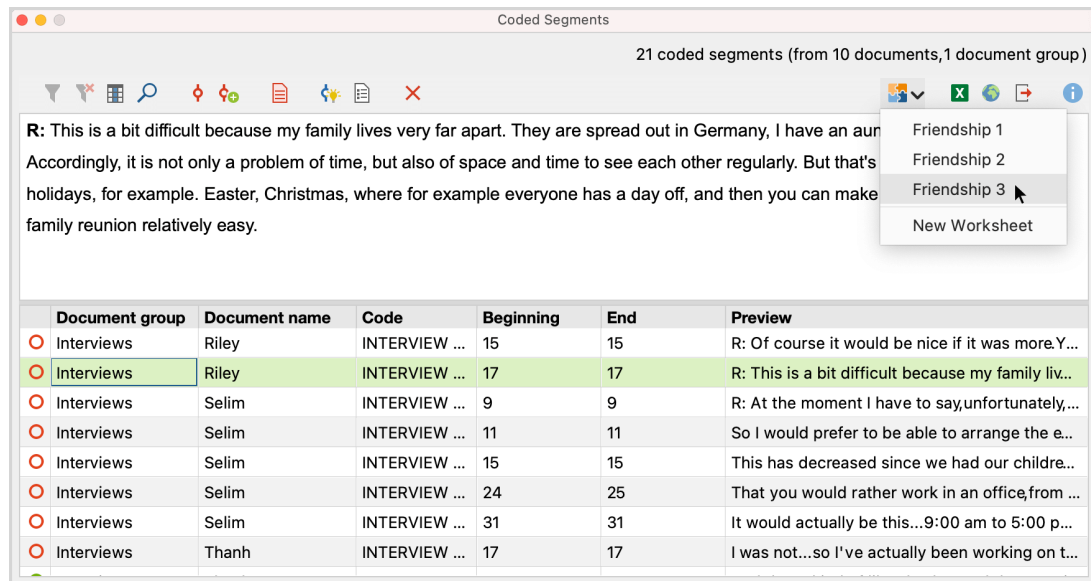 Coded Segments
21 coded segments (from 10 documents,1 document group)
R: This is a bit difficult because my family lives very far apart. They are spread out in Germany, I have an aun
Accordingly, it is not only a problem of time, but also of space and time to see each other regularly. But that's
holidays, for example. Easter, Christmas, where for example everyone has a day off, and then you can make
family reunion relatively easy.
Friendship 1
Friendship 2
Friendship 3
New Worksheet
Document group Document name Code Beginning End Preview
Interviews Riley INTERVIEW ... 15 15 R: Of course it would be nice if it was more.Y...
Interviews Riley INTERVIEW ... 17 17 R: This is a bit difficult because my family liv...
Interviews Selim INTERVIEW ... 9 9 R: At the moment I have to say,unfortunately,...
Interviews Selim INTERVIEW ... 11 11 So I would prefer to be able to arrange the e...
Interviews Selim INTERVIEW ... 15 15 This has decreased since we had our childre...
Interviews Selim INTERVIEW ... 24 25 That you would rather work in an office,from ...
Interviews Selim INTERVIEW ... 31 31 It would actually be this...9:00 am to 5:00 p...
Interviews Thanh INTERVIEW ... 17 17 I was not...so I've actually been working on t...